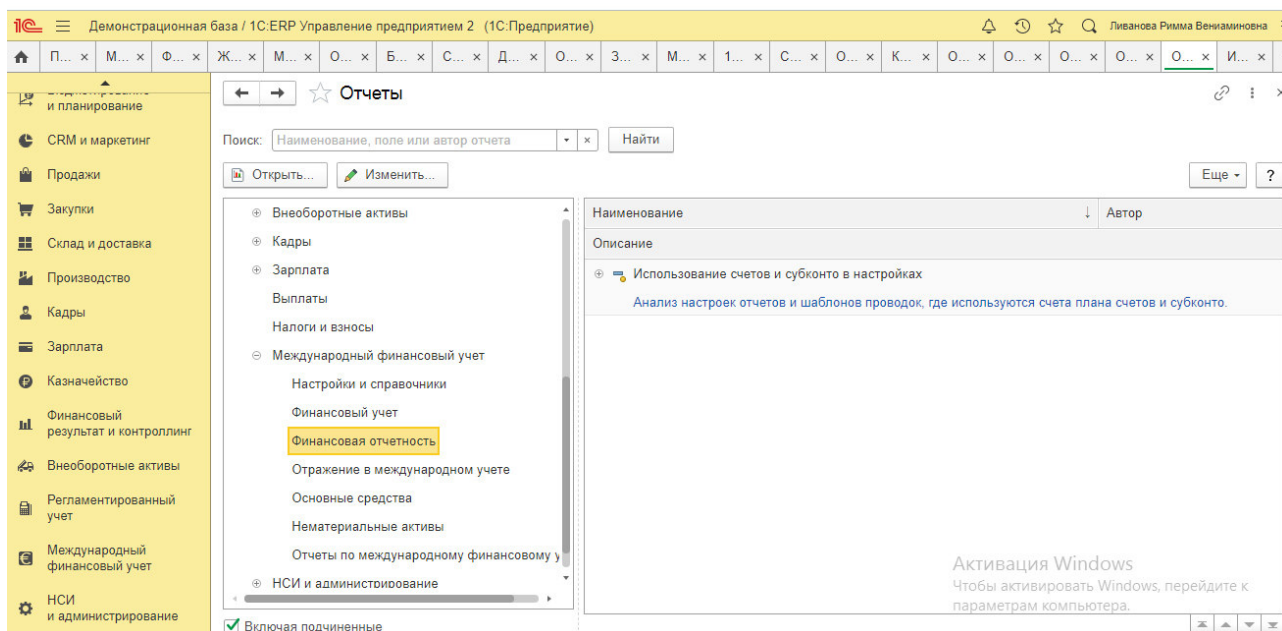 1С Демонстрационная база / 1С:ERP Управление предприятием 2 (1С:Предприятие) Ливанова Римма Вениаминовна
П... × М... × Ф... × Ж... × М... × О... × Б... × С... × Д... × О... × З... × М... × 1... × С... × О... × К... × О... × О... × О... × О... × О... × И... ×
и планирование
CRM и маркетинг
Продажи
Закупки
Склад и доставка
Производство
Кадры
Зарплата
Казначейство
Финансовый
результат и контроллинг
Внеоборотные активы
Регламентированный
учет
Международный
финансовый учет
НСИ
и администрирование
Отчеты
Поиск: Наименование, поле или автор отчета Найти
Открыть... Изменить... Еще ?
Внеоборотные активы
Кадры
Зарплата
Выплаты
Налоги и взносы
Международный финансовый учет
Настройки и справочники
Финансовый учет
Финансовая отчетность
Отражение в международном учете
Основные средства
Нематериальные активы
Отчеты по международному финансовому у
НСИ и администрирование
Включая подчиненные
Наименование ↓ Автор
Описание
Использование счетов и субконто в настройках
Анализ настроек отчетов и шаблонов проводок, где используются счета плана счетов и субконто.
Активация Windows
Чтобы активировать Windows, перейдите к
параметрам компьютера.